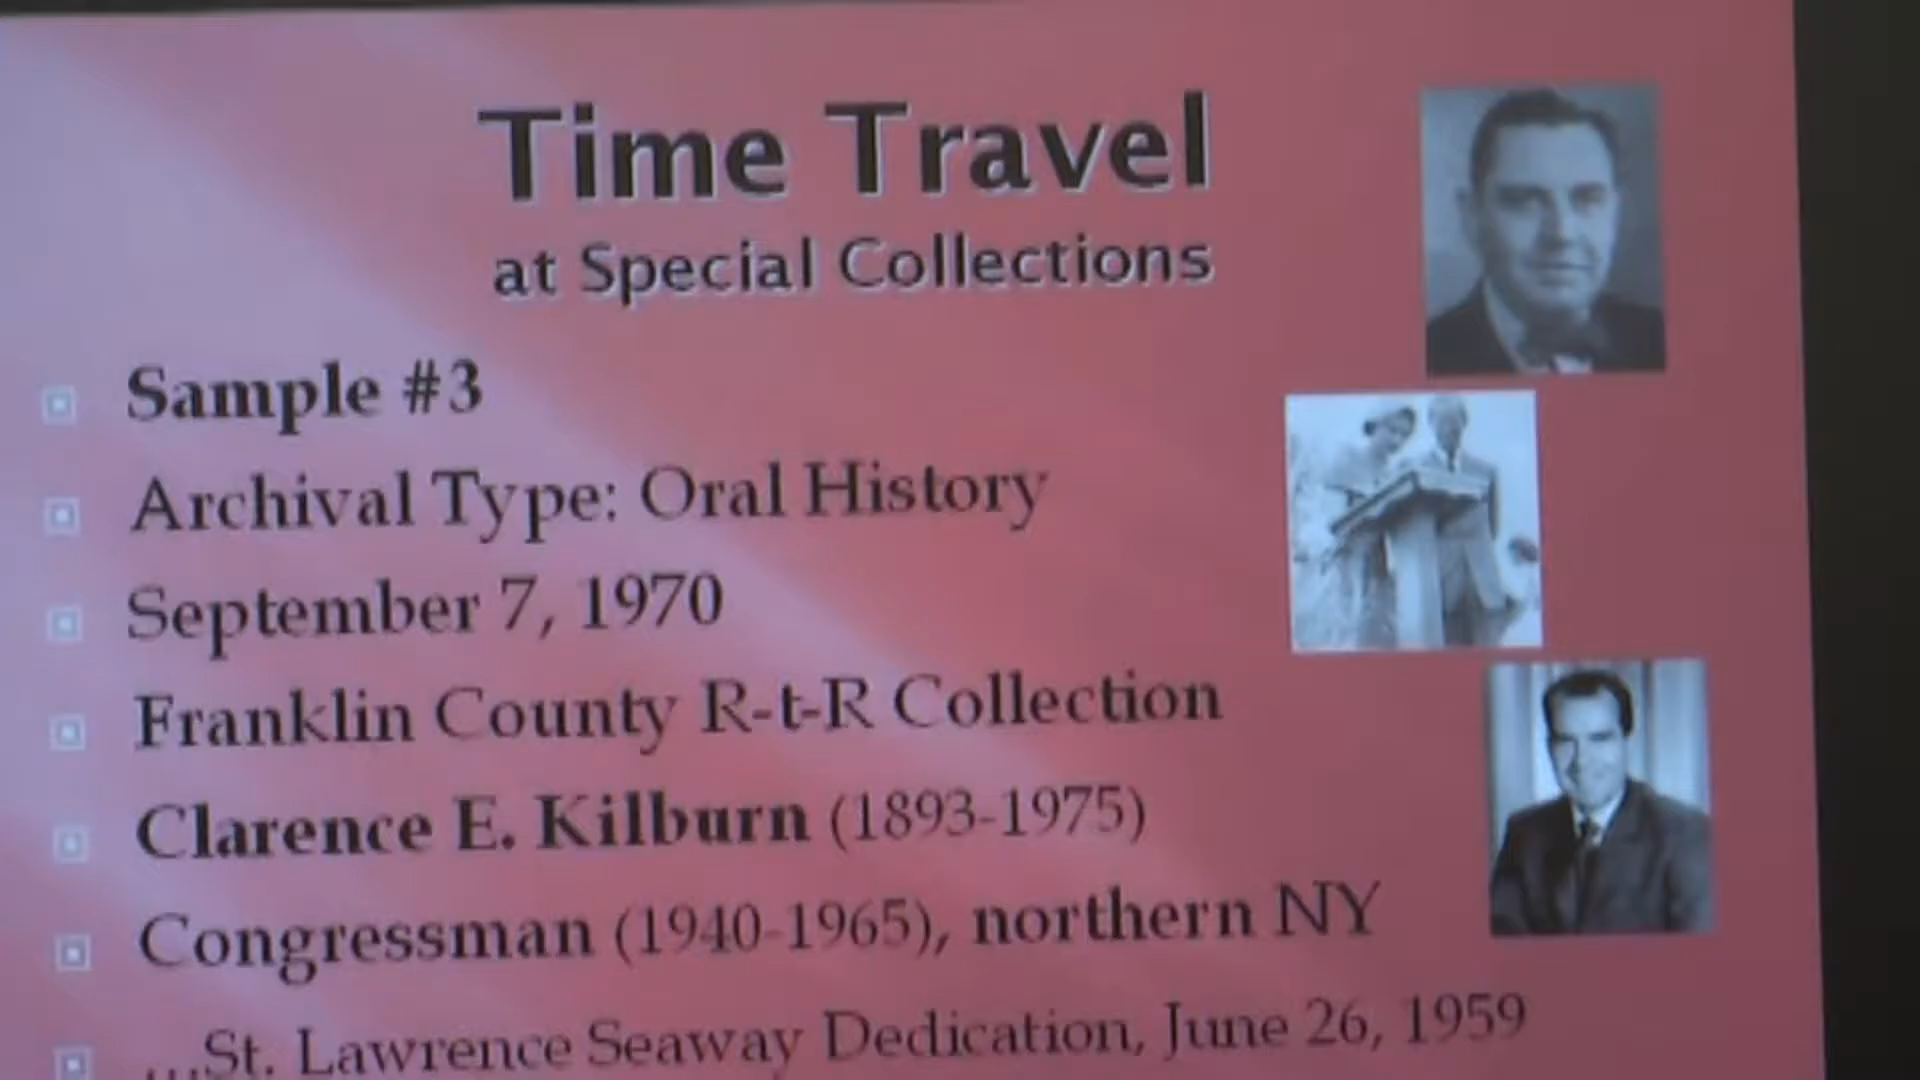 Time Travel
at Special Collections
Sample #3
Archival Type: Oral History
September 7, 1970
Franklin County R-t-R Collection
Clarence E. Kilburn (1893-1975)
Congressman (1940-1965), northern NY
...St. Lawrence Seaway Dedication, June 26, 1959